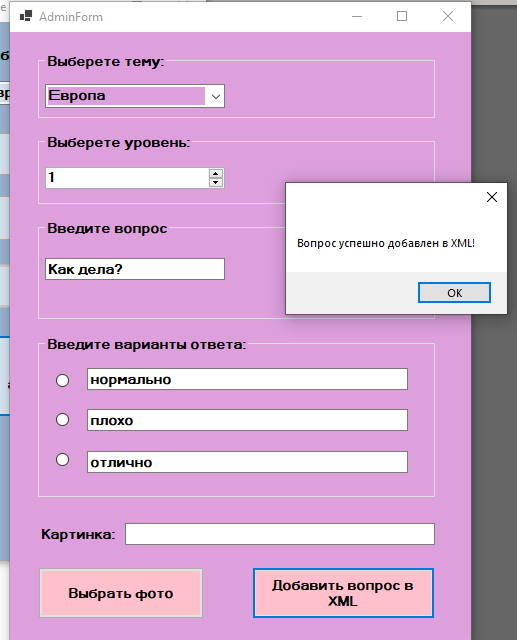 AdminForm
Выберете тему:
Европа
Выберете уровень:
1
Вопрос успешно добавлен в XML!
OK
Введите вопрос
Как дела?
Введите варианты ответа:
нормально
плохо
отлично
Картинка:
Выбрать фото
Добавить вопрос в
XML